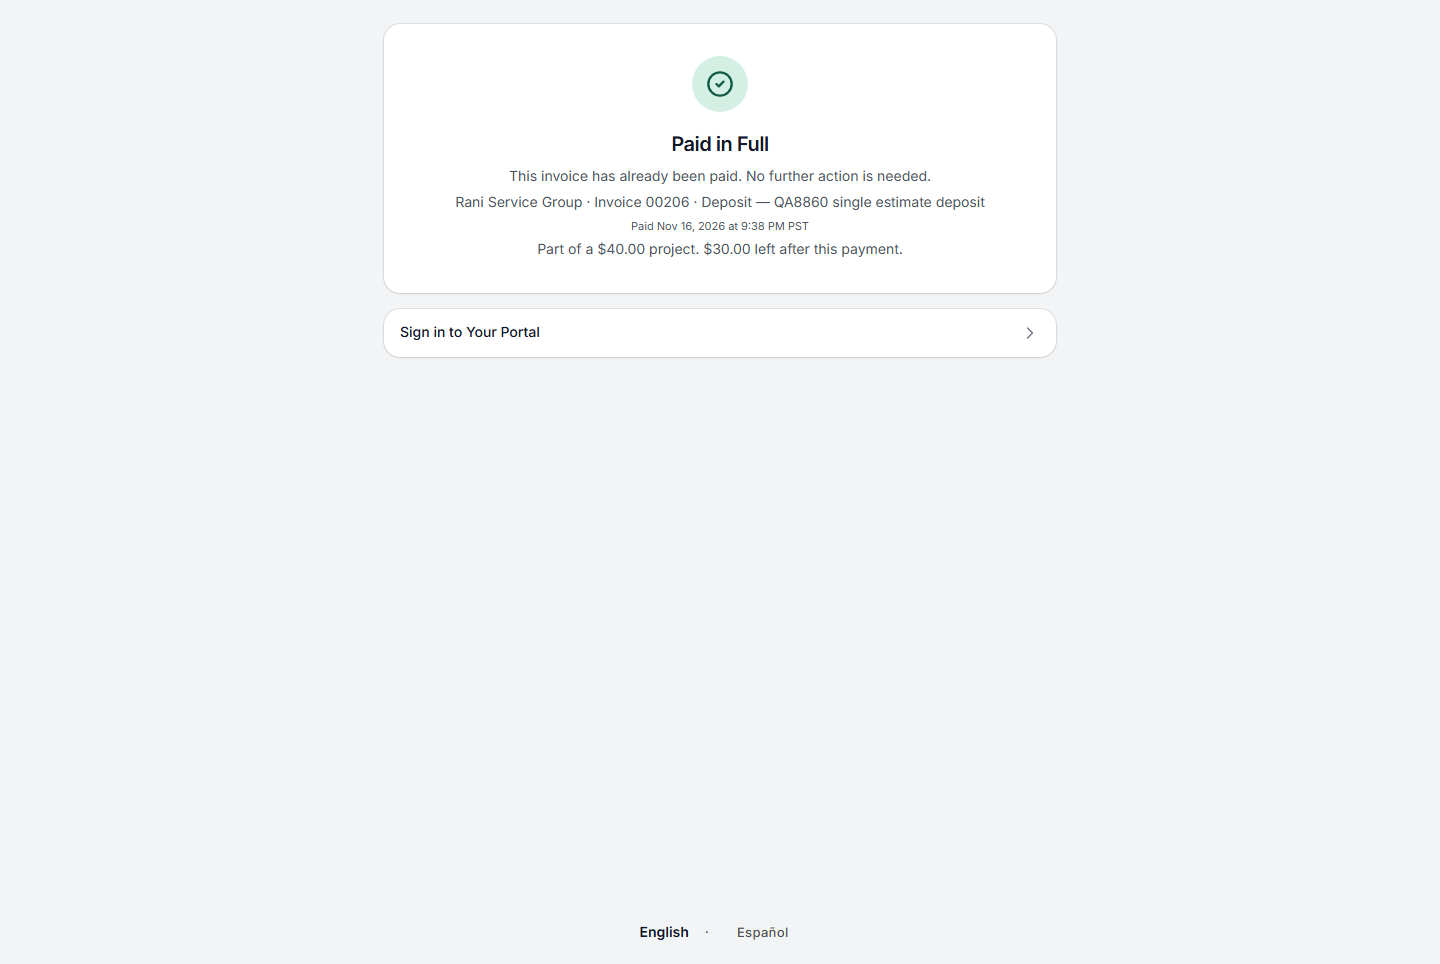 Paid in Full
This invoice has already been paid. No further action is needed.
Rani Service Group · Invoice 00206 · Deposit — QA8860 single estimate deposit
Paid Nov 16, 2026 at 9:38 PM PST
Part of a $40.00 project. $30.00 left after this payment.
Sign in to Your Portal
English · Español